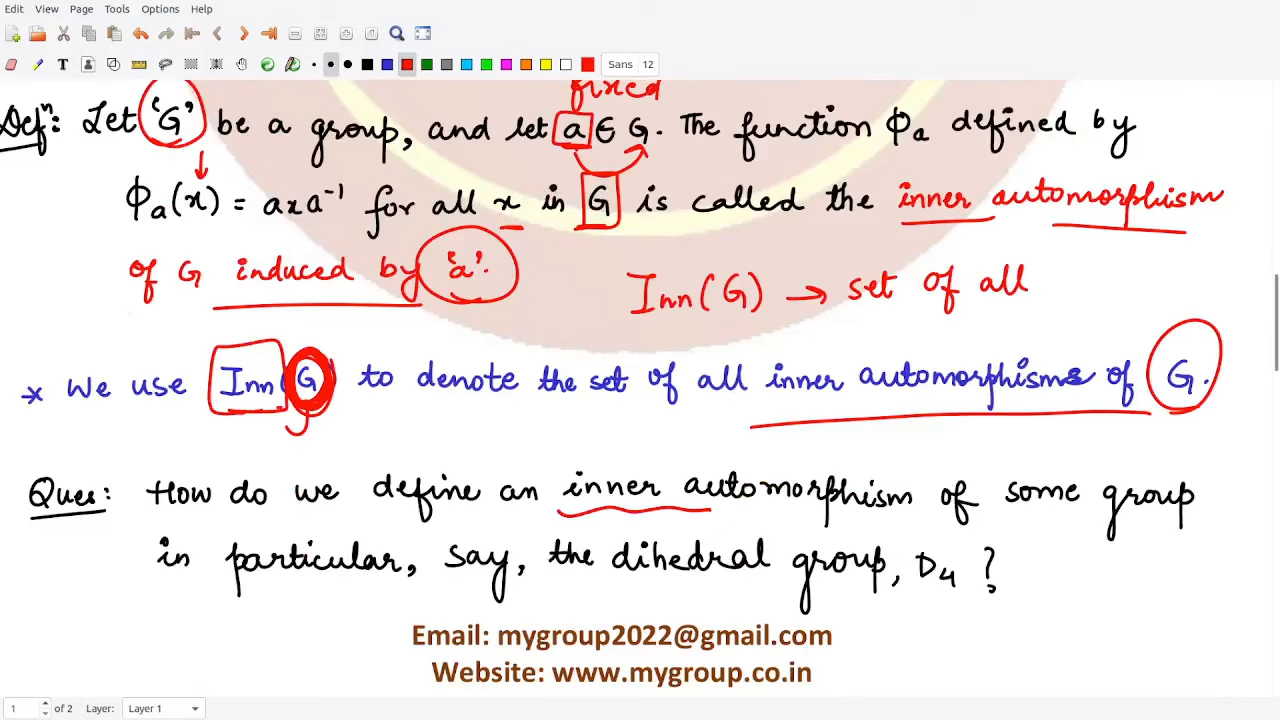 Edit View Page Tools Options Help
Sans 12
fixed
Defⁿ: Let 'G' be a group, and let a ∈ G. The function Φₐ defined by
Φₐ(x) = axa⁻¹ for all x in G is called the inner automorphism
of G induced by 'a'.
Inn(G) → set of all
* We use Inn(G) to denote the set of all inner automorphisms of G.
Ques: How do we define an inner automorphism of some group
in particular, say, the dihedral group, D₄ ?
Email: mygroup2022@gmail.com
Website: www.mygroup.co.in
1 of 2 Layer: Layer 1